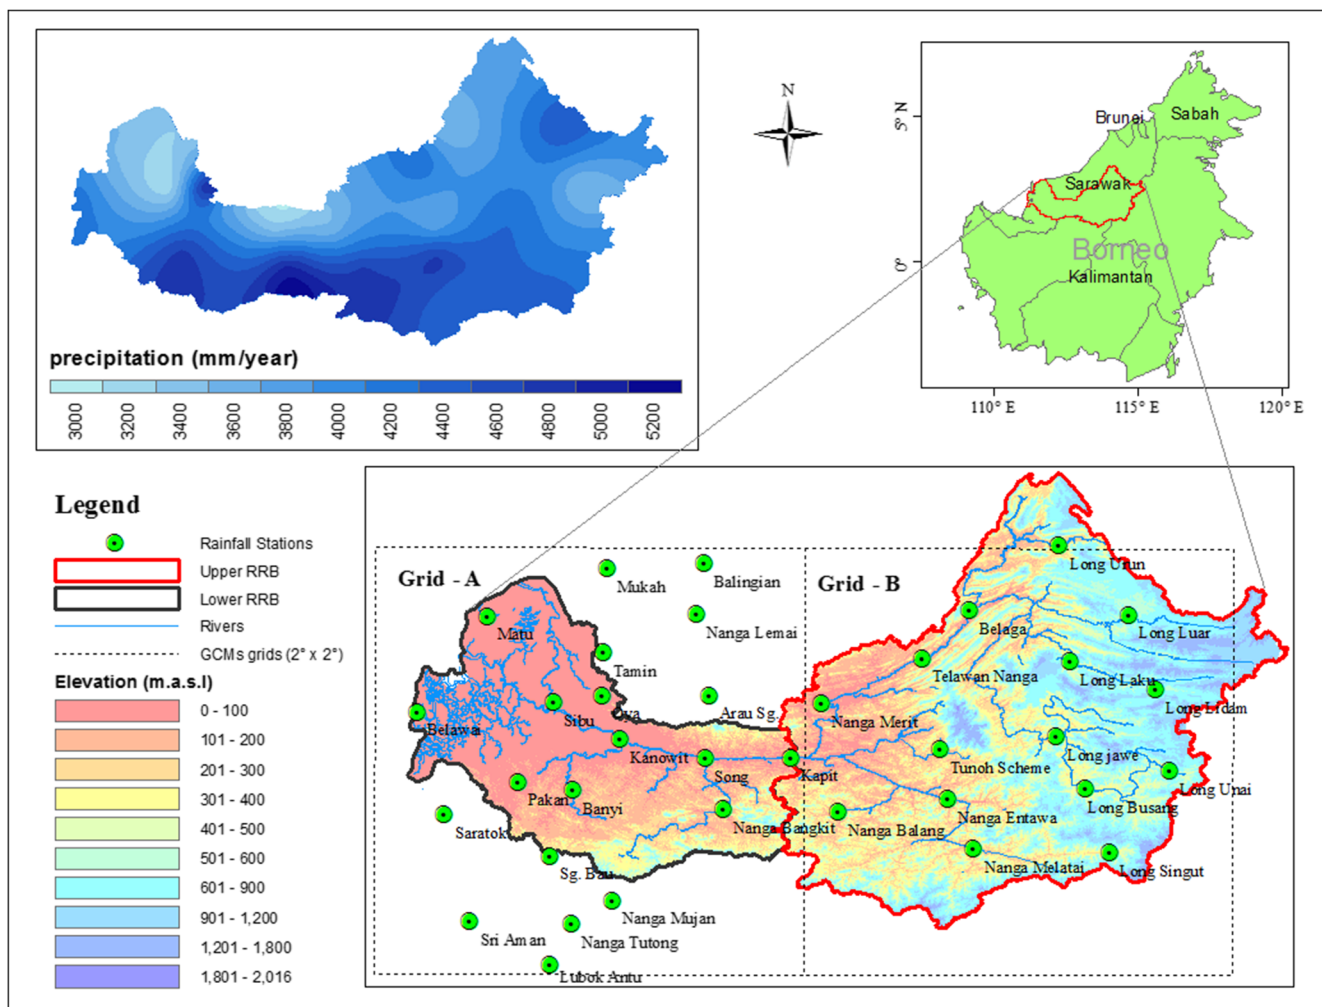 N
5° N
0°
Brunei
Sabah
Sarawak
Borneo
Kalimantan
110° E
115° E
120° E
precipitation (mm/year)
3000
3200
3400
3600
3800
4000
4200
4400
4600
4800
5000
5200
Legend
Rainfall Stations
Upper RRB
Lower RRB
Rivers
GCMs grids (2° x 2°)
Elevation (m.a.s.l)
0 - 100
101 - 200
201 - 300
301 - 400
401 - 500
501 - 600
601 - 900
901 - 1,200
1,201 - 1,800
1,801 - 2,016
Grid - A
Grid - B
Mukah
Balingian
Long Urun
Matu
Nanga Lemai
Belaga
Long Luar
Tamin
Telawan Nanga
Long Laku
Belawai
Sibu
Oya
Arau Sg.
Nanga Merit
Long Lidam
Kanowit
Song
Kapit
Tunoh Scheme
Long jawe
Long Unai
Pakan
Banyi
Nanga Bangkit
Nanga Balang
Nanga Entawa
Long Busang
Saratok
Sg. Bau
Nanga Melatai
Long Singut
Nanga Mujan
Sri Aman
Nanga Tutong
Lubok Antu